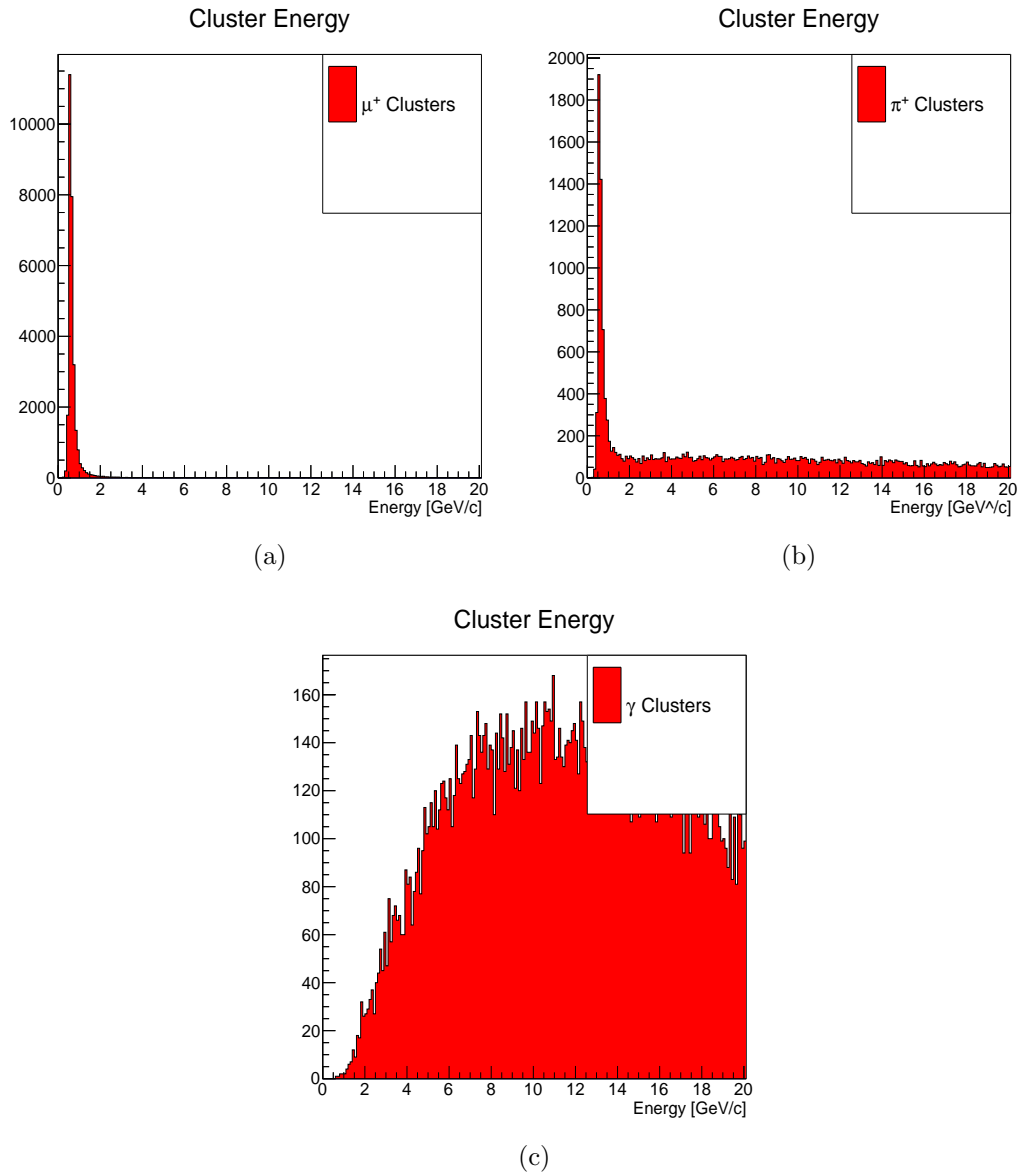 Cluster Energy
μ+ Clusters
10000
8000
6000
4000
2000
0
0 2 4 6 8 10 12 14 16 18 20
Energy [GeV/c]
(a)
Cluster Energy
π+ Clusters
2000
1800
1600
1400
1200
1000
800
600
400
200
0
0 2 4 6 8 10 12 14 16 18 20
Energy [GeV^/c]
(b)
Cluster Energy
γ Clusters
160
140
120
100
80
60
40
20
0
0 2 4 6 8 10 12 14 16 18 20
Energy [GeV/c]
(c)